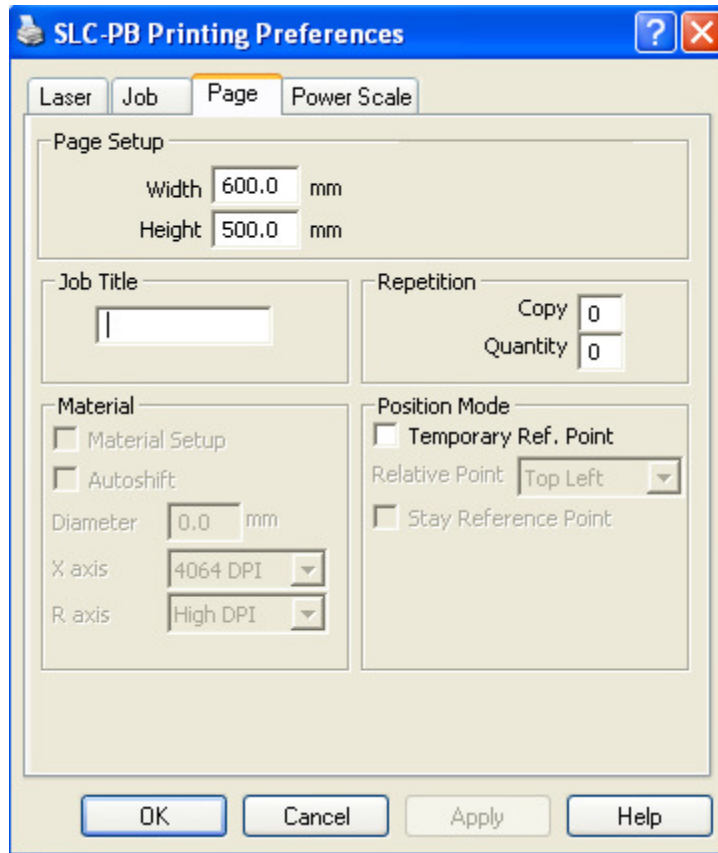 SLC-PB Printing Preferences
Laser Job Page Power Scale
Page Setup
Width 600.0 mm
Height 500.0 mm
Job Title
Repetition
Copy 0
Quantity 0
Material
Material Setup
Autoshift
Diameter 0.0 mm
X axis 4064 DPI
R axis High DPI
Position Mode
Temporary Ref. Point
Relative Point Top Left
Stay Reference Point
OK Cancel Apply Help